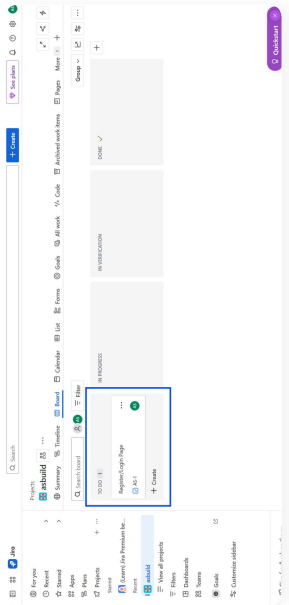 Jira
Search
+ Create
See plans
For you
Recent
Starred
Apps
Plans
Projects
Starred
(Learn) Jira Premium be...
Recent
asbuild
View all projects
Filters
Dashboards
Teams
Goals
Customize sidebar
Projects
asbuild
Summary
Timeline
Board
Calendar
List
Forms
Goals
All work
Code
Archived work items
Pages
More
Search board
Filter
Group
TO DO 1
Register/Login Page
AS-1
+ Create
IN PROGRESS
IN VERIFICATION
DONE
Quickstart